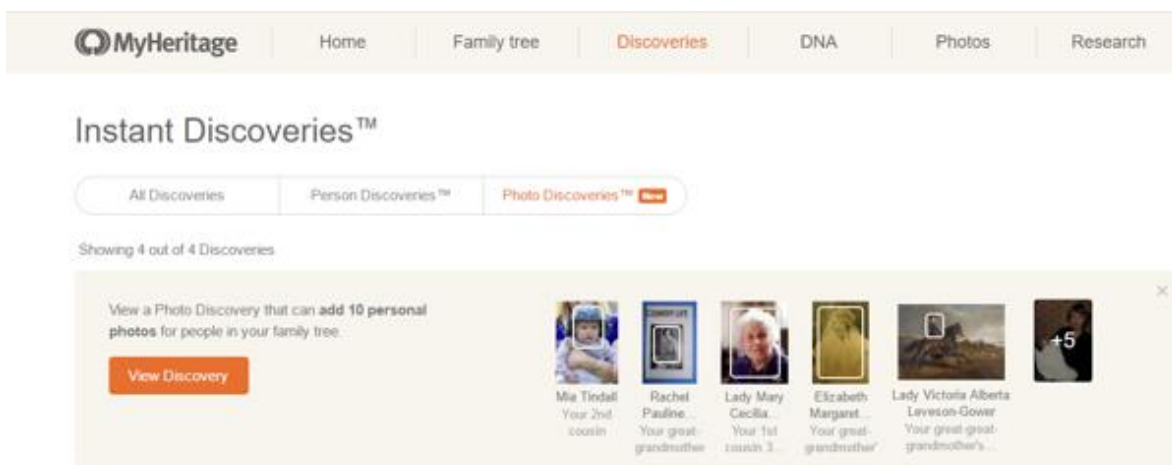 MyHeritage
Home
Family tree
Discoveries
DNA
Photos
Research
Instant Discoveries™
All Discoveries
Person Discoveries™
Photo Discoveries™ New
Showing 4 out of 4 Discoveries
View a Photo Discovery that can add 10 personal
photos for people in your family tree.
View Discovery
COUNTRY LIFE
+5
Mia Tindall
Your 2nd
cousin
Rachel
Pauline...
Your great-
grandmother
Lady Mary
Cecilia...
Your 1st
cousin 3...
Elizabeth
Margaret...
Your great-
grandmother'
Lady Victoria Alberta
Leveson-Gower
Your great-great-
grandmother's...